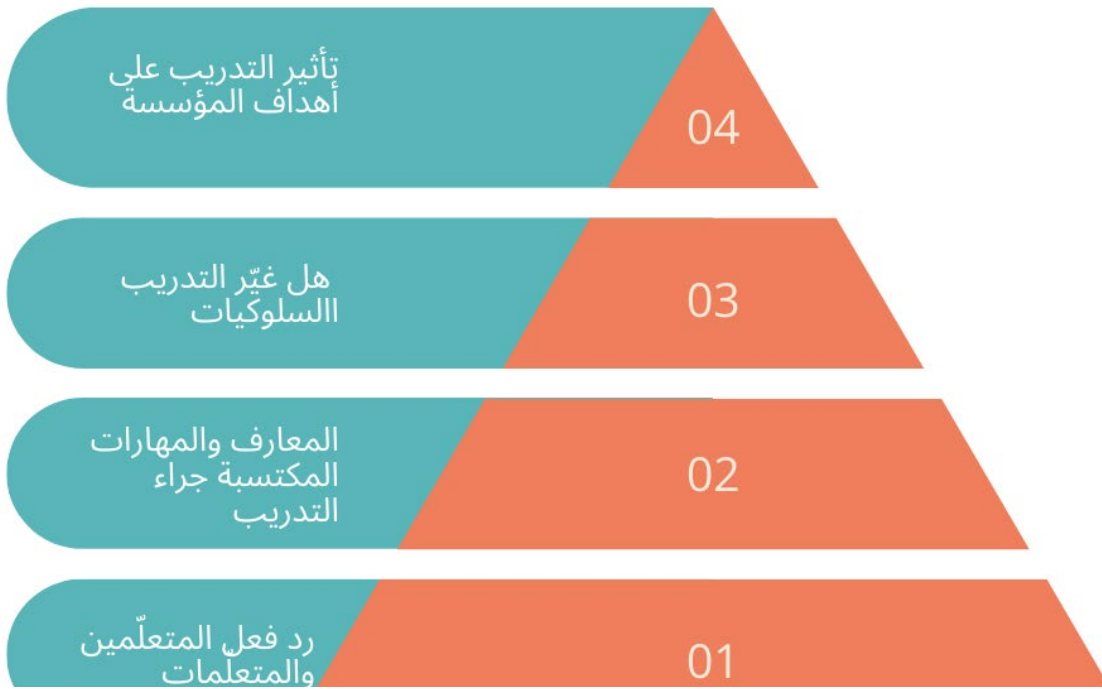 تأثير التدريب على
أهداف المؤسسة
04
هل غيّر التدريب
االسلوكيات
03
المعارف والمهارات
المكتسبة جراء
التدريب
02
رد فعل المتعلّمين
والمتعلّمات
01